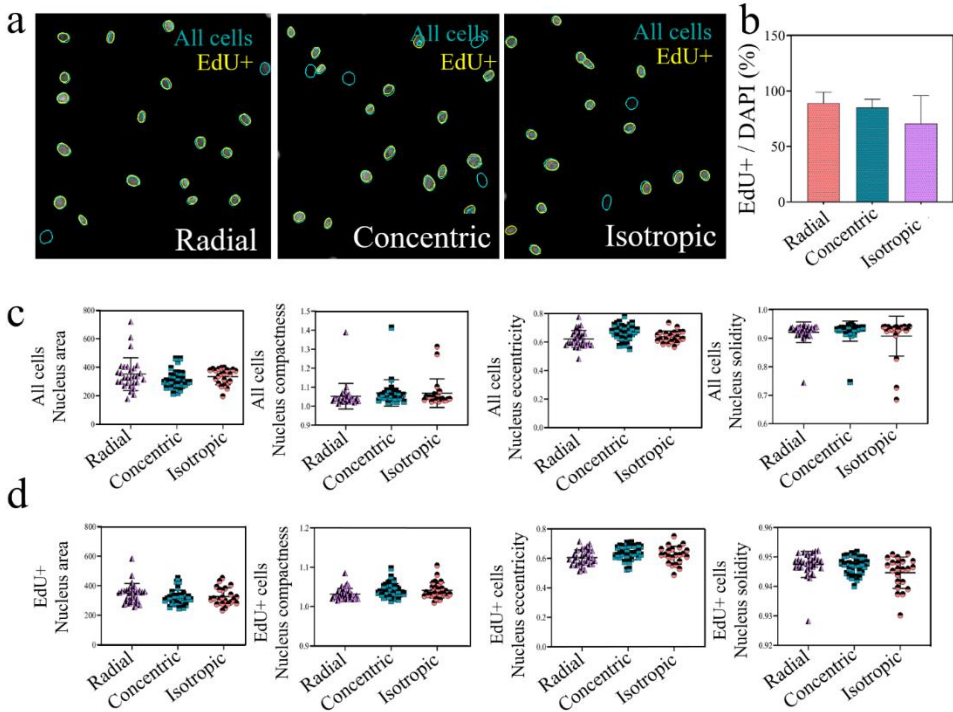 a
All cells
EdU+
Radial
All cells
EdU+
Concentric
All cells
EdU+
Isotropic
b
EdU+ / DAPI (%)
150
100
50
0
Radial
Concentric
Isotropic
c
All cells
Nucleus area
800
600
400
200
0
Radial
Concentric
Isotropic
All cells
Nucleus compactness
1.5
1.4
1.3
1.2
1.1
1.0
0.9
Radial
Concentric
Isotropic
All cells
Nucleus eccentricity
0.8
0.6
0.4
0.2
0.0
Radial
Concentric
Isotropic
All cells
Nucleus solidity
1.0
0.9
0.8
0.7
0.6
Radial
Concentric
Isotropic
d
EdU+
Nucleus area
800
600
400
200
0
Radial
Concentric
Isotropic
EdU+ cells
Nucleus compactness
1.2
1.1
1.0
0.9
Radial
Concentric
Isotropic
EdU+ cells
Nucleus eccentricity
0.8
0.6
0.4
0.2
0.0
Radial
Concentric
Isotropic
EdU+ cells
Nucleus solidity
0.96
0.95
0.94
0.93
0.92
Radial
Concentric
Isotropic